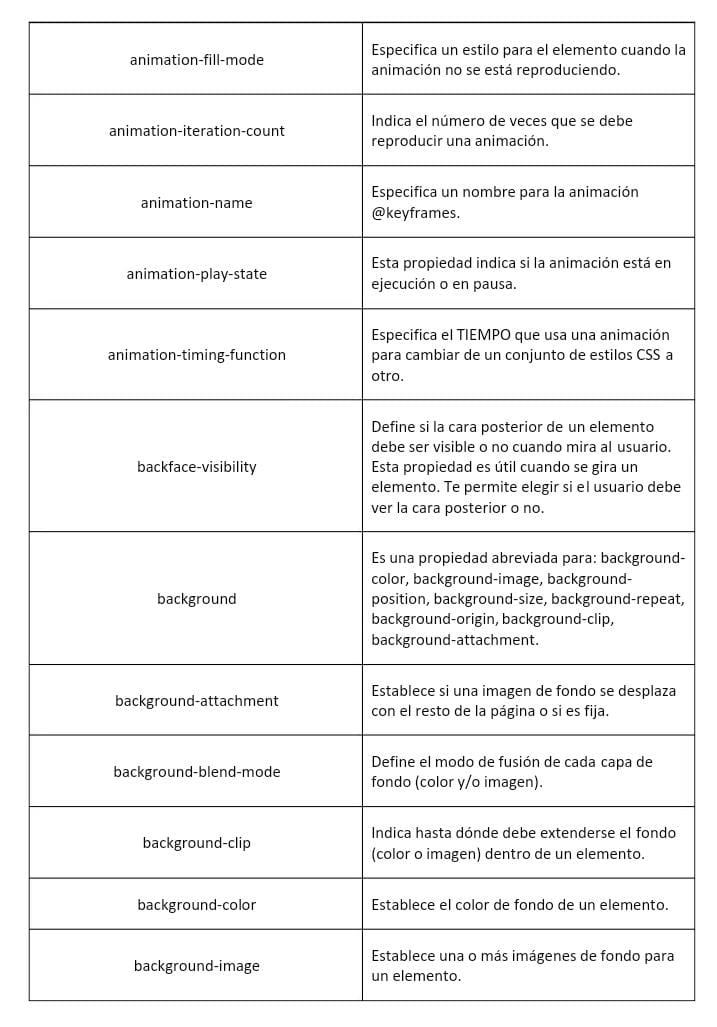 animation-fill-mode
Especifica un estilo para el elemento cuando la
animación no se está reproduciendo.
animation-iteration-count
Indica el número de veces que se debe
reproducir una animación.
animation-name
Especifica un nombre para la animación
@keyframes.
animation-play-state
Esta propiedad indica si la animación está en
ejecución o en pausa.
animation-timing-function
Especifica el TIEMPO que usa una animación
para cambiar de un conjunto de estilos CSS a
otro.
backface-visibility
Define si la cara posterior de un elemento
debe ser visible o no cuando mira al usuario.
Esta propiedad es útil cuando se gira un
elemento. Te permite elegir si el usuario debe
ver la cara posterior o no.
background
Es una propiedad abreviada para: background-
color, background-image, background-
position, background-size, background-repeat,
background-origin, background-clip,
background-attachment.
background-attachment
Establece si una imagen de fondo se desplaza
con el resto de la página o si es fija.
background-blend-mode
Define el modo de fusión de cada capa de
fondo (color y/o imagen).
background-clip
Indica hasta dónde debe extenderse el fondo
(color o imagen) dentro de un elemento.
background-color
Establece el color de fondo de un elemento.
background-image
Establece una o más imágenes de fondo para
un elemento.